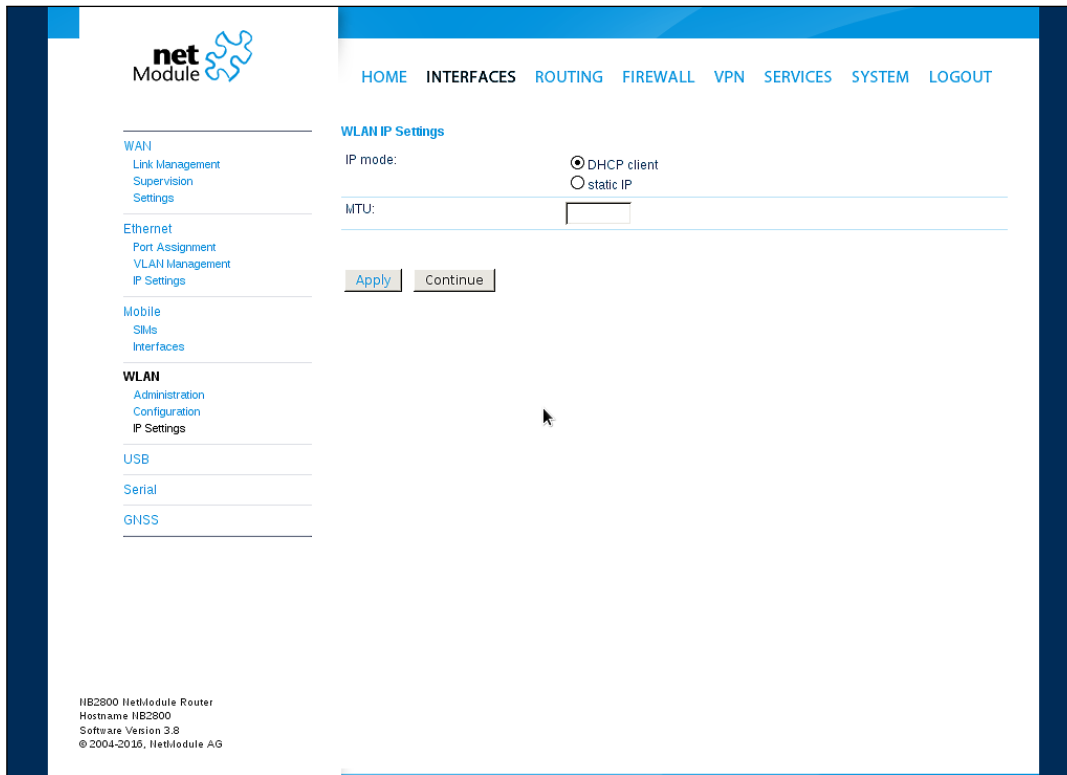 net
Module
HOME INTERFACES ROUTING FIREWALL VPN SERVICES SYSTEM LOGOUT
WAN
Link Management
Supervision
Settings
Ethernet
Port Assignment
VLAN Management
IP Settings
Mobile
SIMs
Interfaces
WLAN
Administration
Configuration
IP Settings
USB
Serial
GNSS
WLAN IP Settings
IP mode:
DHCP client
static IP
MTU:
Apply Continue
NB2800 NetModule Router
Hostname NB2800
Software Version 3.8
© 2004-2016, NetModule AG